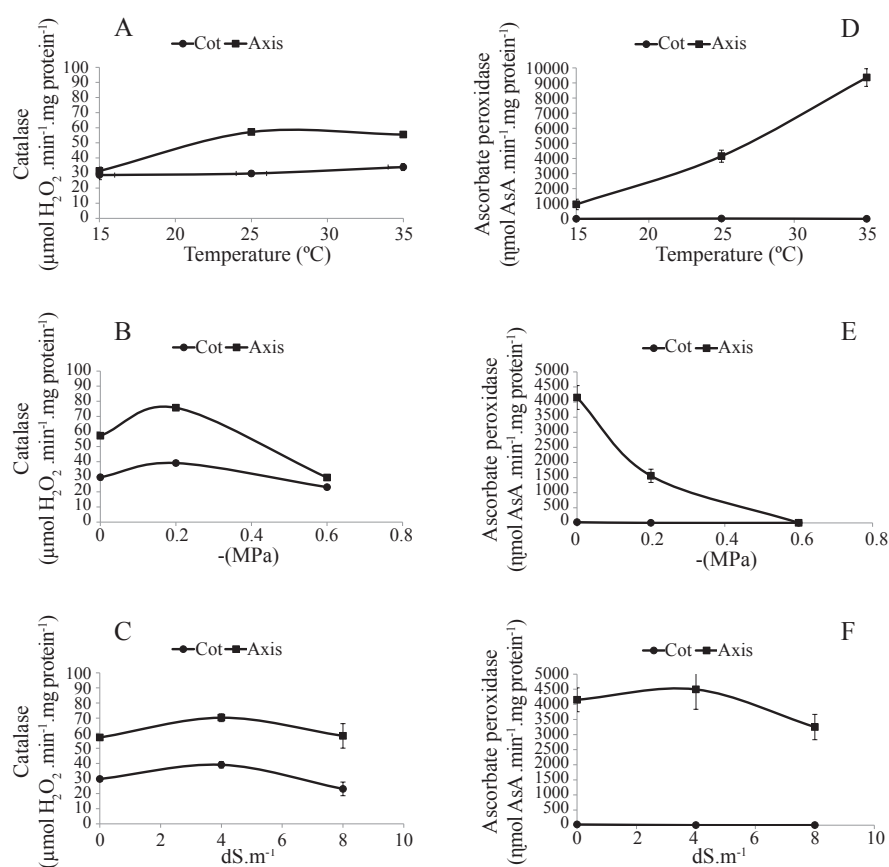 A
Cot Axis
Catalase
(µmol H₂O₂ .min⁻¹.mg protein⁻¹)
100
90
80
70
60
50
40
30
20
10
0
15 20 25 30 35
Temperature (ºC)
B
Cot Axis
Catalase
(µmol H₂O₂ .min⁻¹.mg protein⁻¹)
100
90
80
70
60
50
40
30
20
10
0
0 0.2 0.4 0.6 0.8
-(MPa)
C
Cot Axis
Catalase
(µmol H₂O₂ .min⁻¹.mg protein⁻¹)
100
90
80
70
60
50
40
30
20
10
0
0 2 4 6 8 10
dS.m⁻¹
D
Cot Axis
Ascorbate peroxidase
(ηmol AsA .min⁻¹.mg protein⁻¹)
10000
9000
8000
7000
6000
5000
4000
3000
2000
1000
0
15 20 25 30 35
Temperature (ºC)
E
Cot Axis
Ascorbate peroxidase
(ηmol AsA .min⁻¹.mg protein⁻¹)
5000
4500
4000
3500
3000
2500
2000
1500
1000
500
0
0 0.2 0.4 0.6 0.8
-(MPa)
F
Cot Axis
Ascorbate peroxidase
(ηmol AsA .min⁻¹.mg protein⁻¹)
5000
4500
4000
3500
3000
2500
2000
1500
1000
500
0
0 2 4 6 8 10
dS.m⁻¹